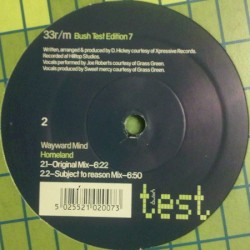 33r/m Bush Test Edition 7
Written, arranged & produced by D. Hickey courtesy of Xpressive Records.
Recorded at Hilltop Studios.
Vocals performed by Joe Roberts courtesy of Grass Green.
Vocals produced by Sweet mercy courtesy of Grass Green.
2
Wayward Mind
Homeland
2.1–Original Mix–6:22
2.2–Subject to reason Mix–6:50
5 025521 020073
test